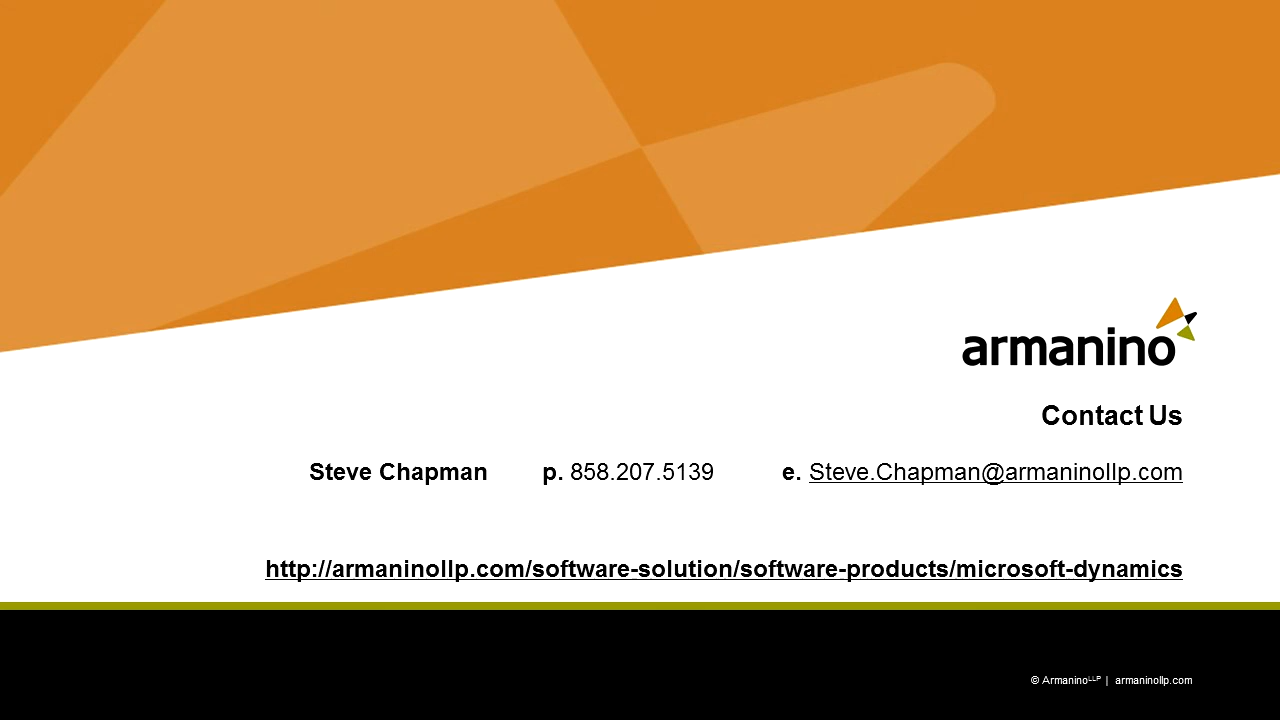 armanino
Contact Us
Steve Chapman p. 858.207.5139 e. Steve.Chapman@armaninollp.com
http://armaninollp.com/software-solution/software-products/microsoft-dynamics
© Armanino LLP | armaninollp.com